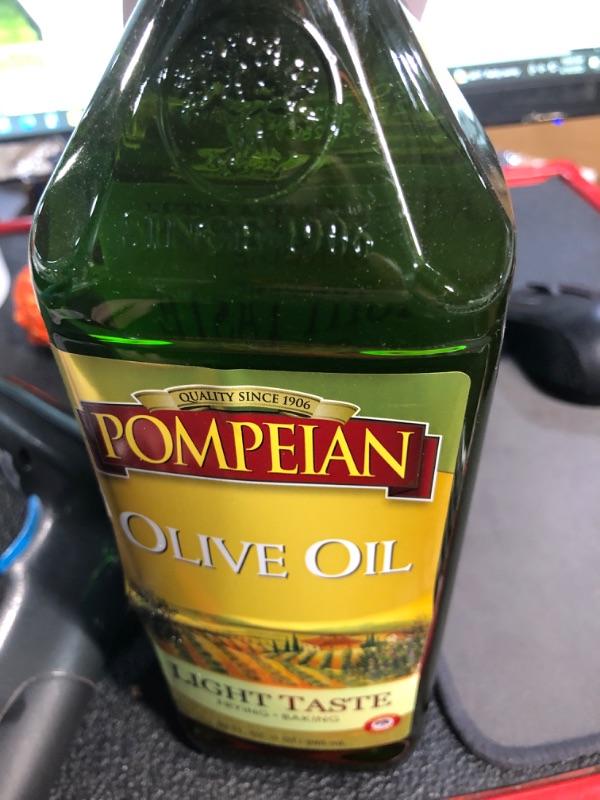 SINCE 1906
QUALITY SINCE 1906
POMPEIAN
OLIVE OIL
LIGHT TASTE
FRYING - BAKING